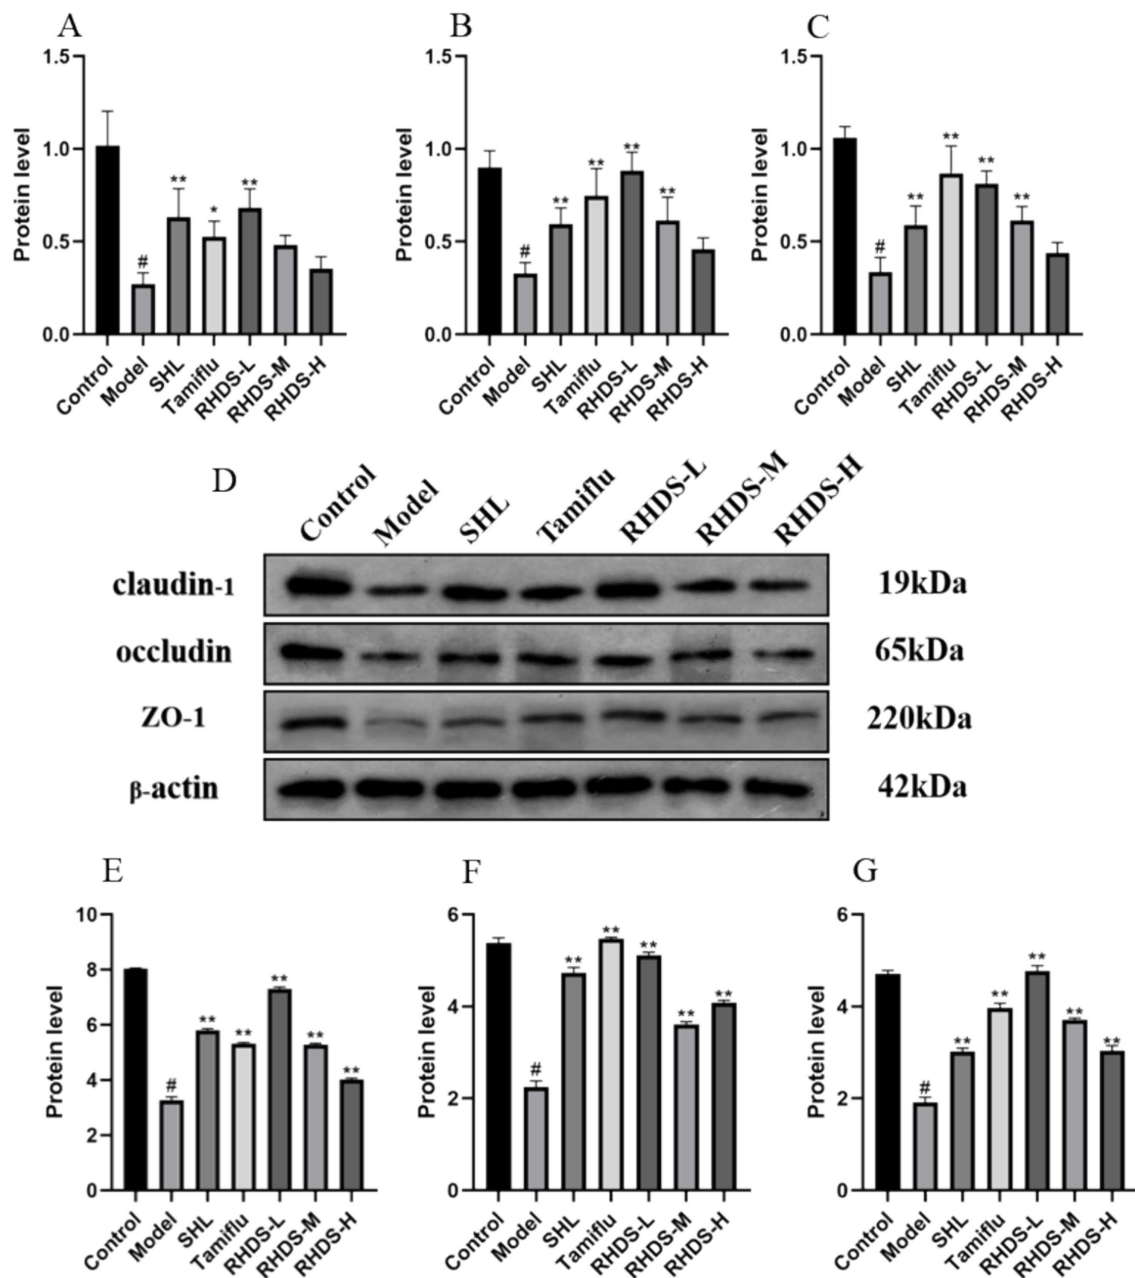 A
B
C
1.5
1.0
0.5
0.0
Protein level
**
*
**
#
Control
Model
SHL
Tamiflu
RHDS-L
RHDS-M
RHDS-H
1.5
1.0
0.5
0.0
Protein level
**
**
**
**
#
Control
Model
SHL
Tamiflu
RHDS-L
RHDS-M
RHDS-H
1.5
1.0
0.5
0.0
Protein level
**
**
**
**
#
Control
Model
SHL
Tamiflu
RHDS-L
RHDS-M
RHDS-H
D
Control
Model
SHL
Tamiflu
RHDS-L
RHDS-M
RHDS-H
claudin-1 19kDa
occludin 65kDa
ZO-1 220kDa
β-actin 42kDa
E
F
G
10
8
6
4
2
0
Protein level
#
**
**
**
**
**
Control
Model
SHL
Tamiflu
RHDS-L
RHDS-M
RHDS-H
6
4
2
0
Protein level
#
**
**
**
**
**
Control
Model
SHL
Tamiflu
RHDS-L
RHDS-M
RHDS-H
6
4
2
0
Protein level
#
**
**
**
**
**
Control
Model
SHL
Tamiflu
RHDS-L
RHDS-M
RHDS-H